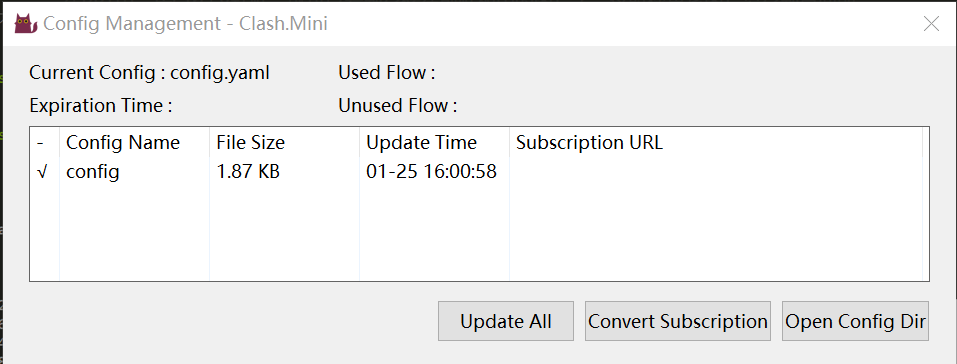 Config Management - Clash.Mini
Current Config : config.yaml Used Flow :
Expiration Time : Unused Flow :
- Config Name File Size Update Time Subscription URL
√ config 1.87 KB 01-25 16:00:58
Update All Convert Subscription Open Config Dir